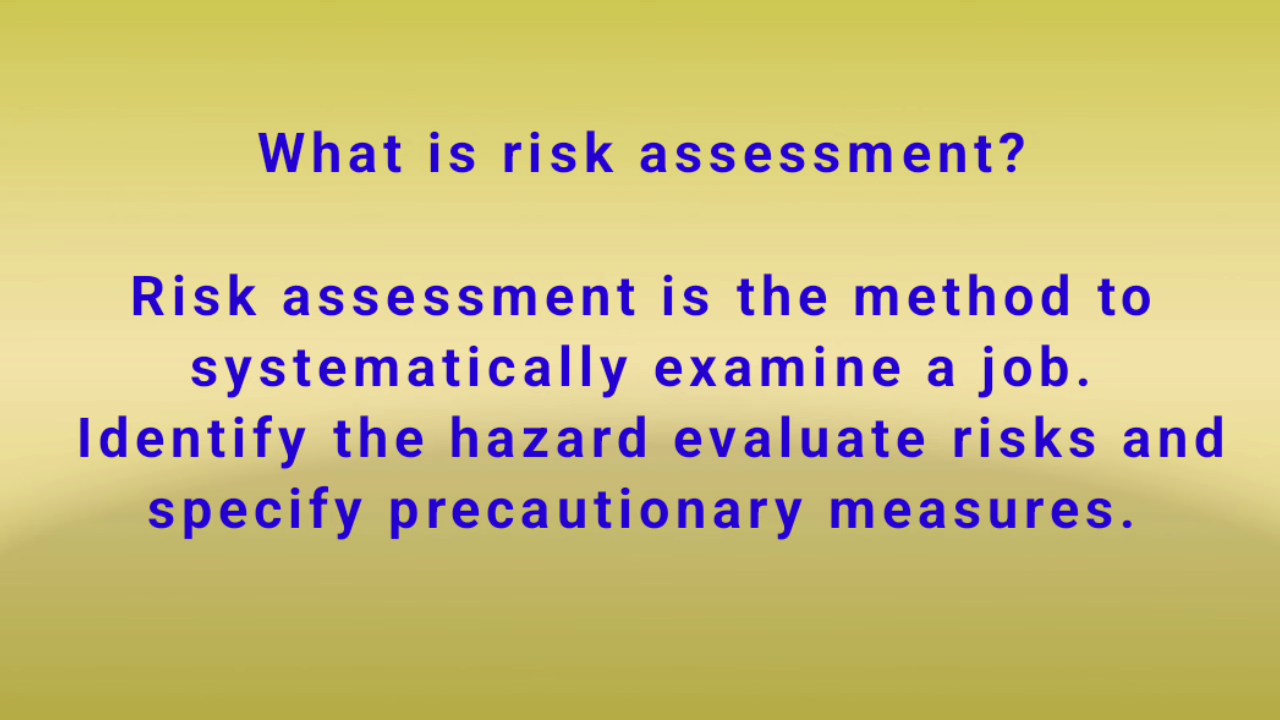 What is risk assessment?
Risk assessment is the method to
systematically examine a job.
Identify the hazard evaluate risks and
specify precautionary measures.